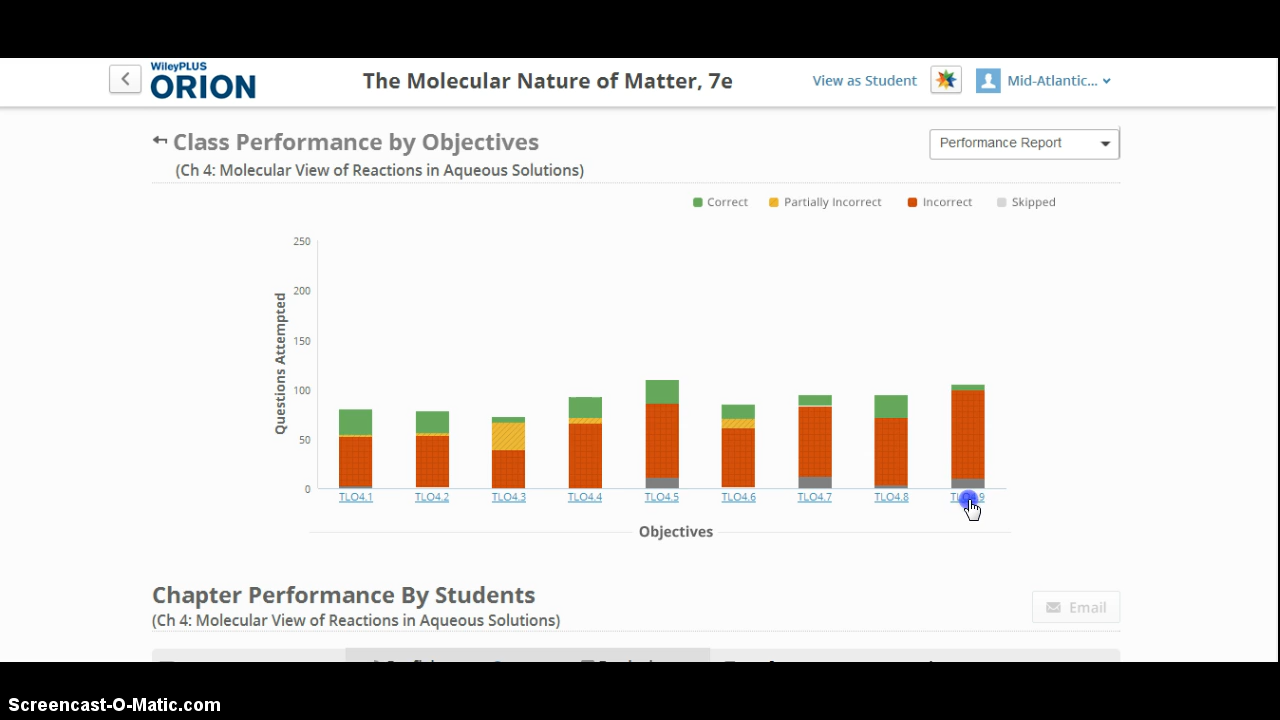 WileyPLUS
ORION
The Molecular Nature of Matter, 7e
View as Student
Mid-Atlantic...
Class Performance by Objectives
Performance Report
(Ch 4: Molecular View of Reactions in Aqueous Solutions)
Correct
Partially Incorrect
Incorrect
Skipped
Questions Attempted
250
200
150
100
50
0
TLO4.1
TLO4.2
TLO4.3
TLO4.4
TLO4.5
TLO4.6
TLO4.7
TLO4.8
Objectives
Chapter Performance By Students
Email
(Ch 4: Molecular View of Reactions in Aqueous Solutions)
Screencast-O-Matic.com